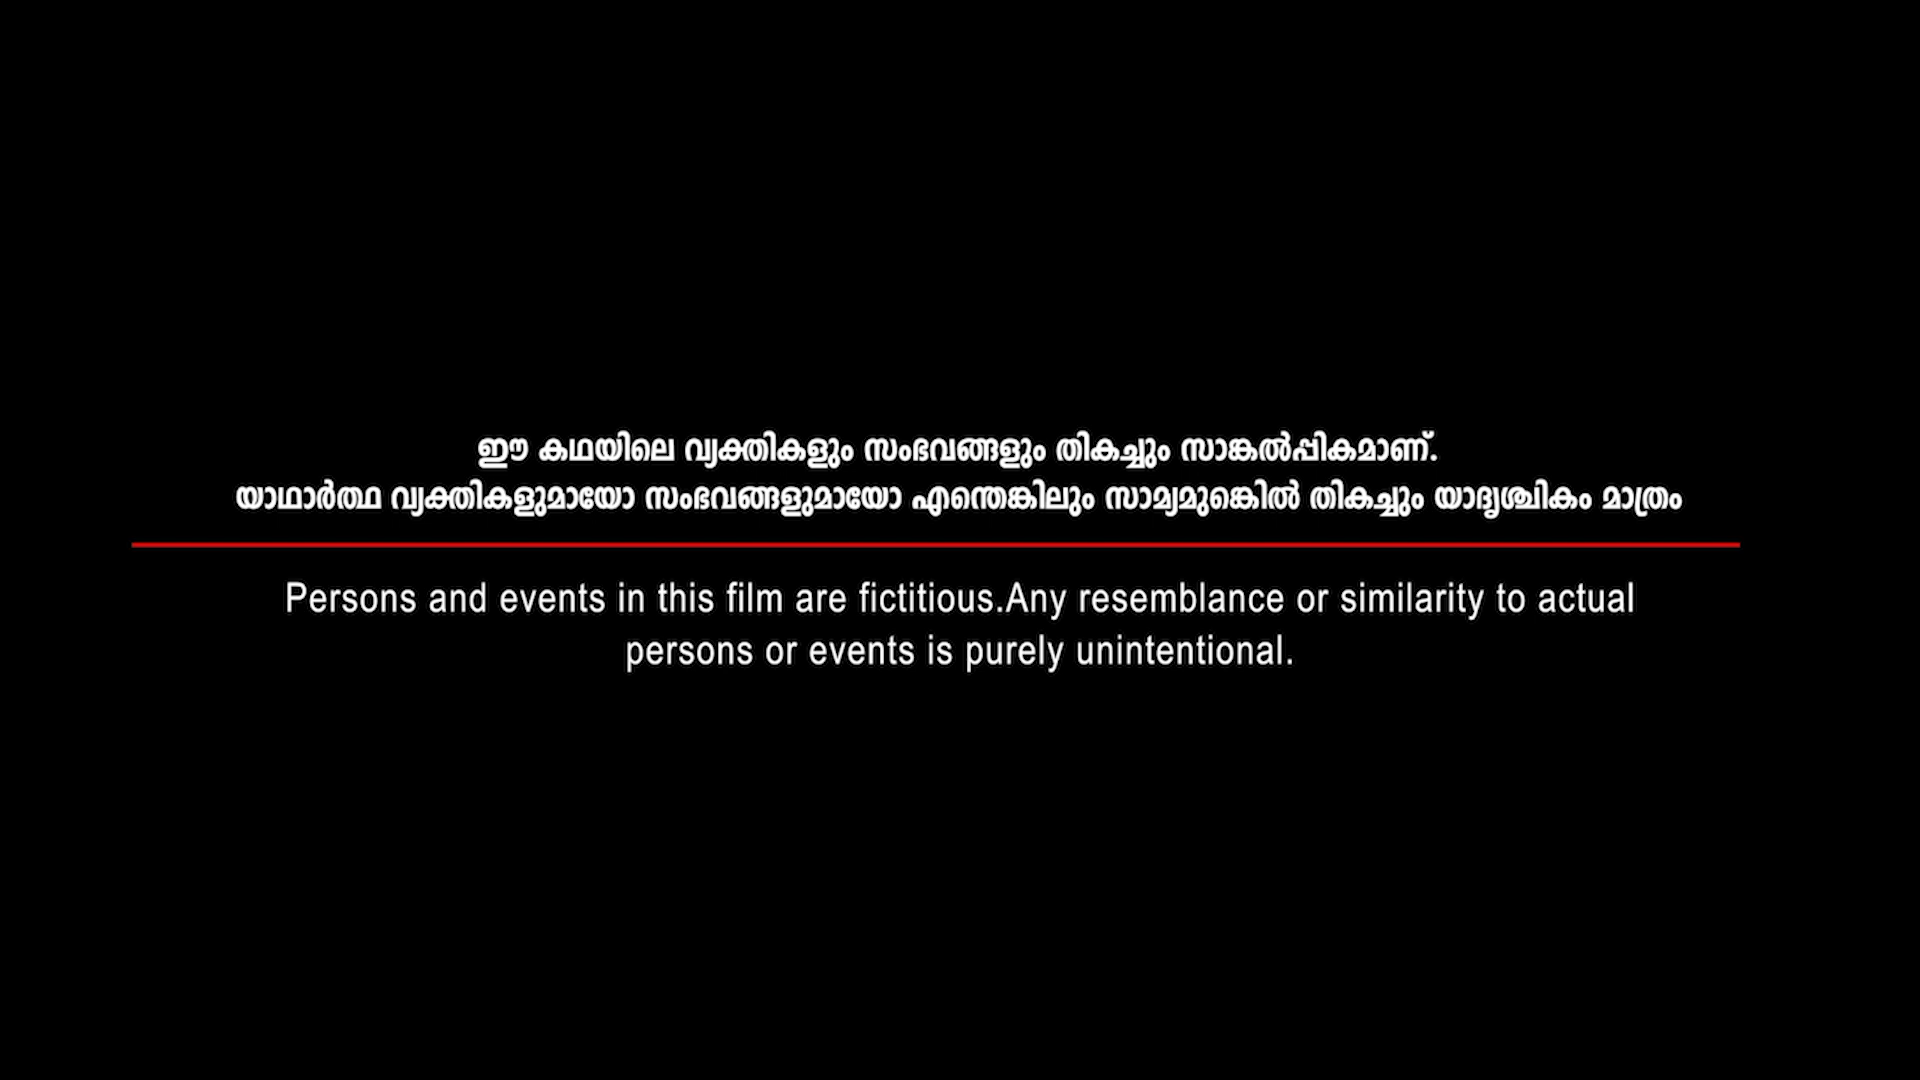 ഈ കഥയിലെ വ്യക്തികളും സംഭവങ്ങളും തികച്ചും സാങ്കൽപ്പികമാണ്.
യാഥാർത്ഥ വ്യക്തികളുമായോ സംഭവങ്ങളുമായോ എന്തെങ്കിലും സാമ്യമുങ്കെിൽ തികച്ചും യാദൃശ്ചികം മാത്രം
Persons and events in this film are fictitious.Any resemblance or similarity to actual
persons or events is purely unintentional.